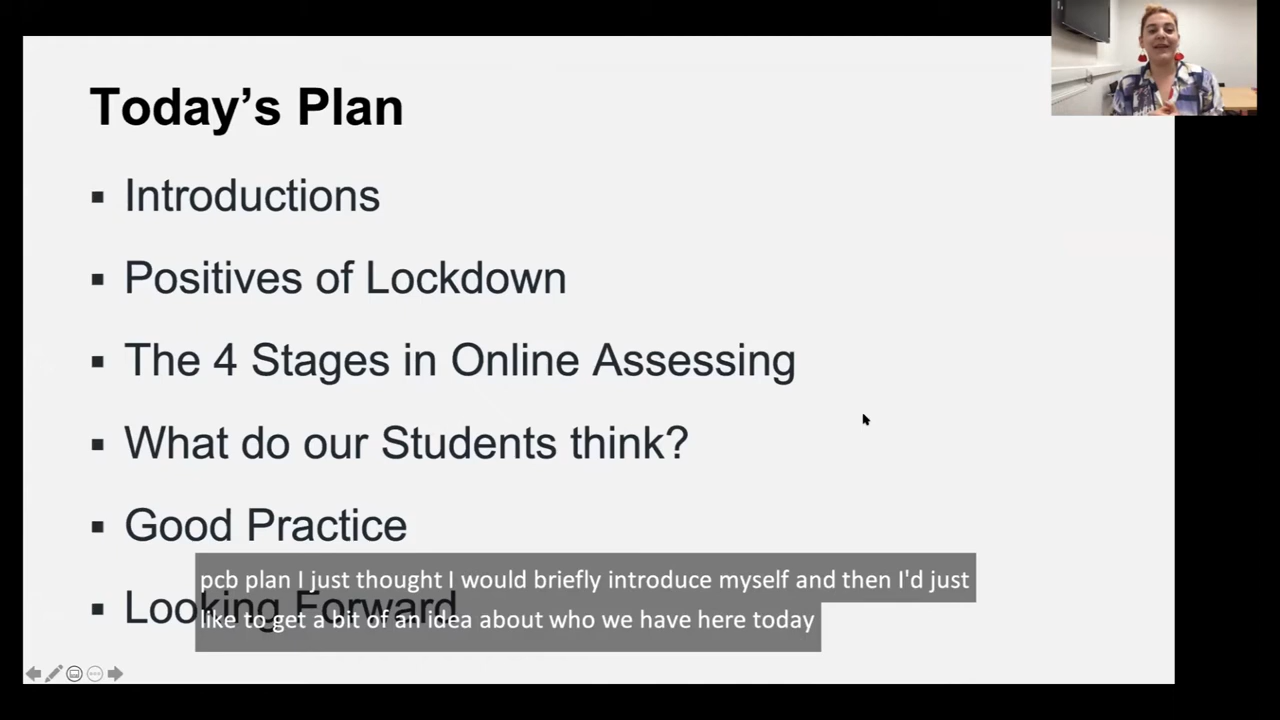 Today’s Plan
▪ Introductions
▪ Positives of Lockdown
▪ The 4 Stages in Online Assessing
▪ What do our Students think?
▪ Good Practice
▪ Looking Forward
pcb plan I just thought I would briefly introduce myself and then I'd just
like to get a bit of an idea about who we have here today